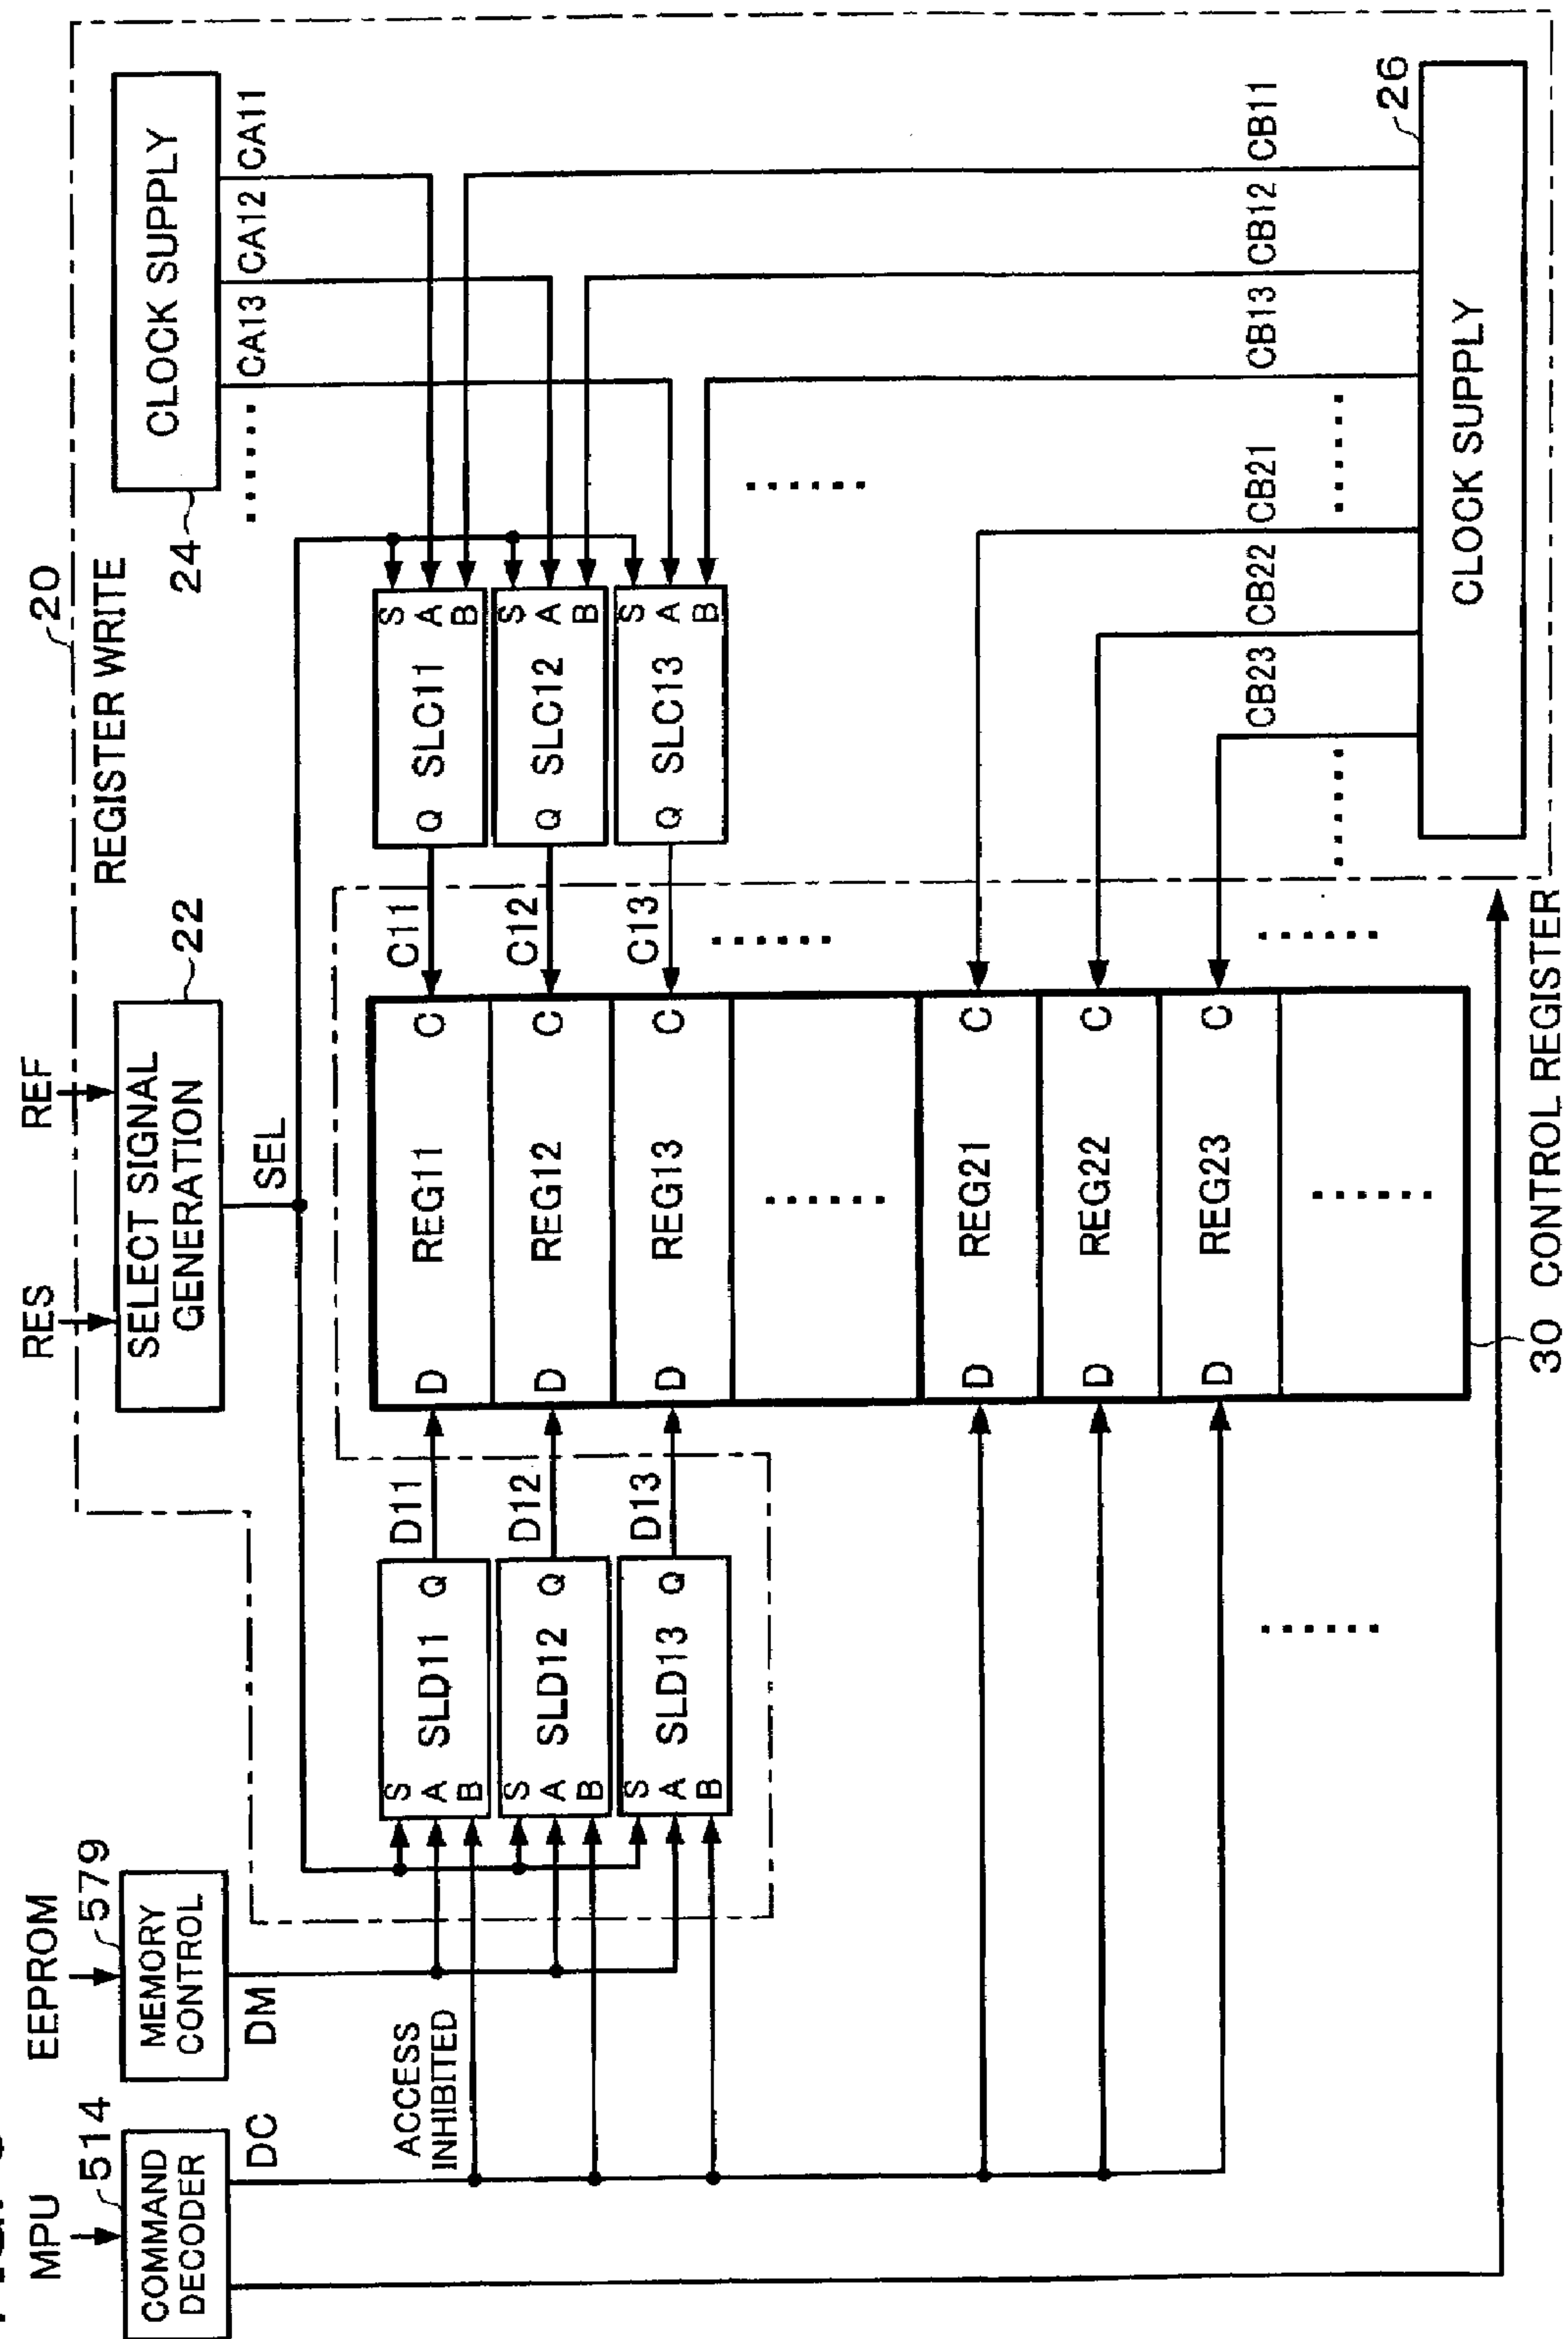 MPU
514
COMMAND
DECODER
DC
EEPROM
579
MEMORY
CONTROL
DM
ACCESS
INHIBITED
RES
REF
22
SELECT SIGNAL
GENERATION
SEL
20
REGISTER WRITE
24
CLOCK SUPPLY
CA13
CA12
CA11
S
A SLD11 Q
B
D11
D REG11 C
C11
S
Q SLC11 A
B
S
A SLD12 Q
B
D12
D REG12 C
C12
S
Q SLC12 A
B
S
A SLD13 Q
B
D13
D REG13 C
C13
S
Q SLC13 A
B
D REG21 C
D REG22 C
D REG23 C
CB23
CB22
CB21
CB13
CB12
CB11
26
CLOCK SUPPLY
30 CONTROL REGISTER